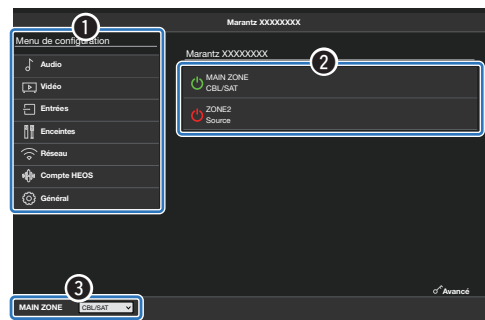 Marantz XXXXXXXX
1
Menu de configuration
Audio
Vidéo
Entrées
Enceintes
Réseau
Compte HEOS
Général
Marantz XXXXXXXX
2
MAIN ZONE
CBL/SAT
ZONE2
Source
Avancé
3
MAIN ZONE CBL/SAT